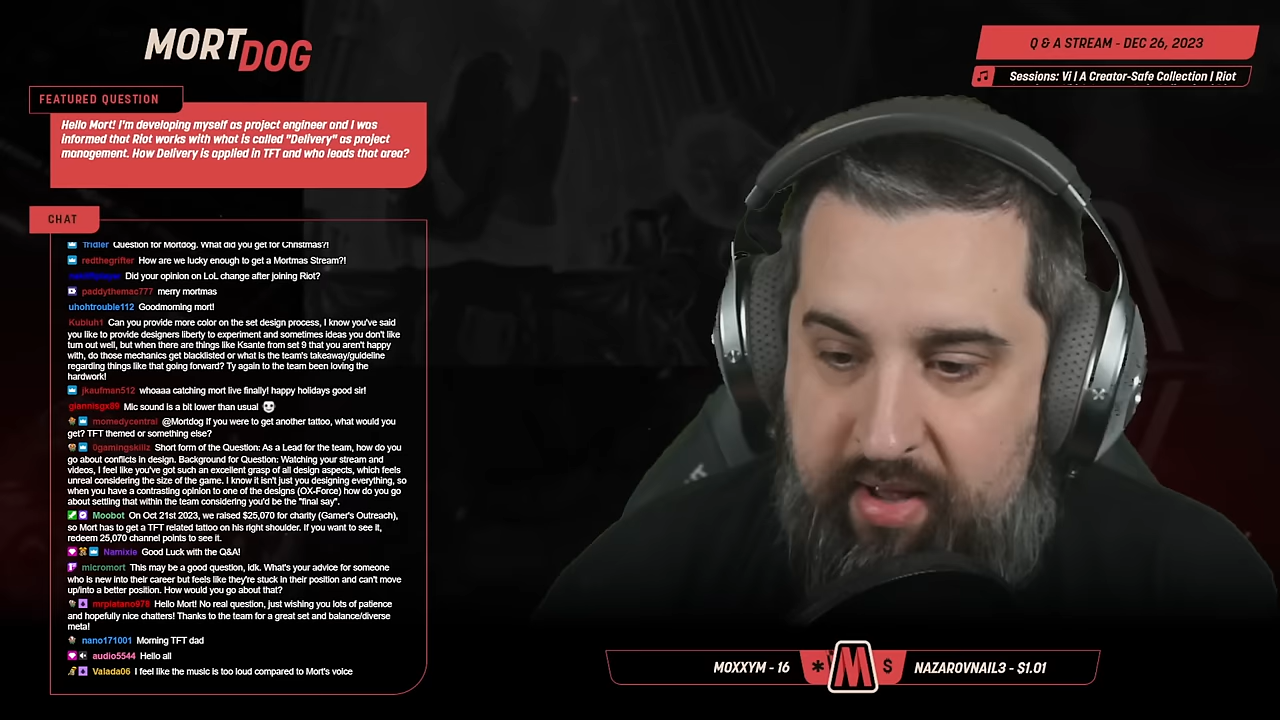 MORTDOG
Q & A STREAM - DEC 26, 2023
Sessions: Vi | A Creator-Safe Collection | Riot
FEATURED QUESTION
Hello Mort! I'm developing myself as project engineer and I was
informed that Riot works with what is called "Delivery" as project
management. How Delivery is applied in TFT and who leads that area?
CHAT
Tridler Question for Mortdog. What did you get for Christmas?!
redthegrifter How are we lucky enough to get a Mortmas Stream?!
Did your opinion on LoL change after joining Riot?
paddythemac777 merry mortmas
uhohtrouble112 Goodmorning mort!
Kubluh1 Can you provide more color on the set design process, I know you've said
you like to provide designers liberty to experiment and sometimes ideas you don't like
turn out well, but when there are things like Ksante from set 9 that you aren't happy
with, do those mechanics get blacklisted or what is the team's takeaway/guideline
regarding things like that going forward? Ty again to the team been loving the
hardwork!
jkaufman512 whoaaa catching mort live finally! happy holidays good sir!
giannisgx89 Mic sound is a bit lower than usual
momedycentral @Mortdog If you were to get another tattoo, what would you
get? TFT themed or something else?
0gamingskillz Short form of the Question: As a Lead for the team, how do you
go about conflicts in design. Background for Question: Watching your stream and
videos, I feel like you've got such an excellent grasp of all design aspects, which feels
unreal considering the size of the game. I know it isn't just you designing everything, so
when you have a contrasting opinion to one of the designs (OX-Force) how do you go
about settling that within the team considering you'd be the "final say".
Moobot On Oct 21st 2023, we raised $25,070 for charity (Gamer's Outreach),
so Mort has to get a TFT related tattoo on his right shoulder. If you want to see it,
redeem 25,070 channel points to see it.
Namixie Good Luck with the Q&A!
micromort This may be a good question, idk. What's your advice for someone
who is new into their career but feels like they're stuck in their position and can't move
up/into a better position. How would you go about that?
mrplatano978 Hello Mort! No real question, just wishing you lots of patience
and hopefully nice chatters! Thanks to the team for a great set and balance/diverse
meta!
nano171001 Morning TFT dad
audio5544 Hello all
Valada06 I feel like the music is too loud compared to Mort's voice
MOXXYM - 16
M
$
NAZAROVNAIL3 - $1.01